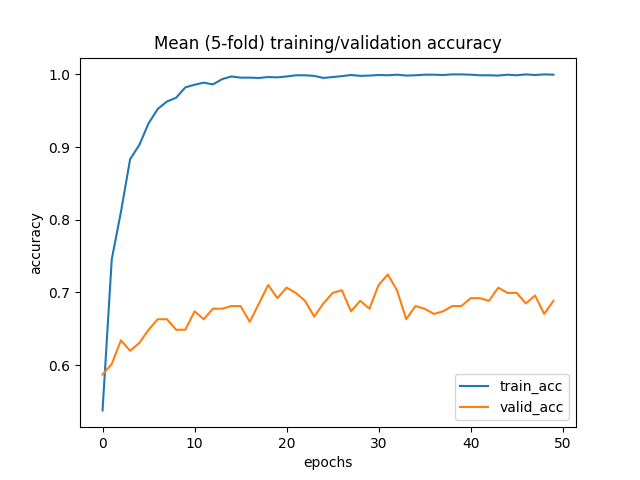 Mean (5-fold) training/validation accuracy
1.0
0.9
0.8
0.7
0.6
accuracy
train_acc
valid_acc
0 10 20 30 40 50
epochs